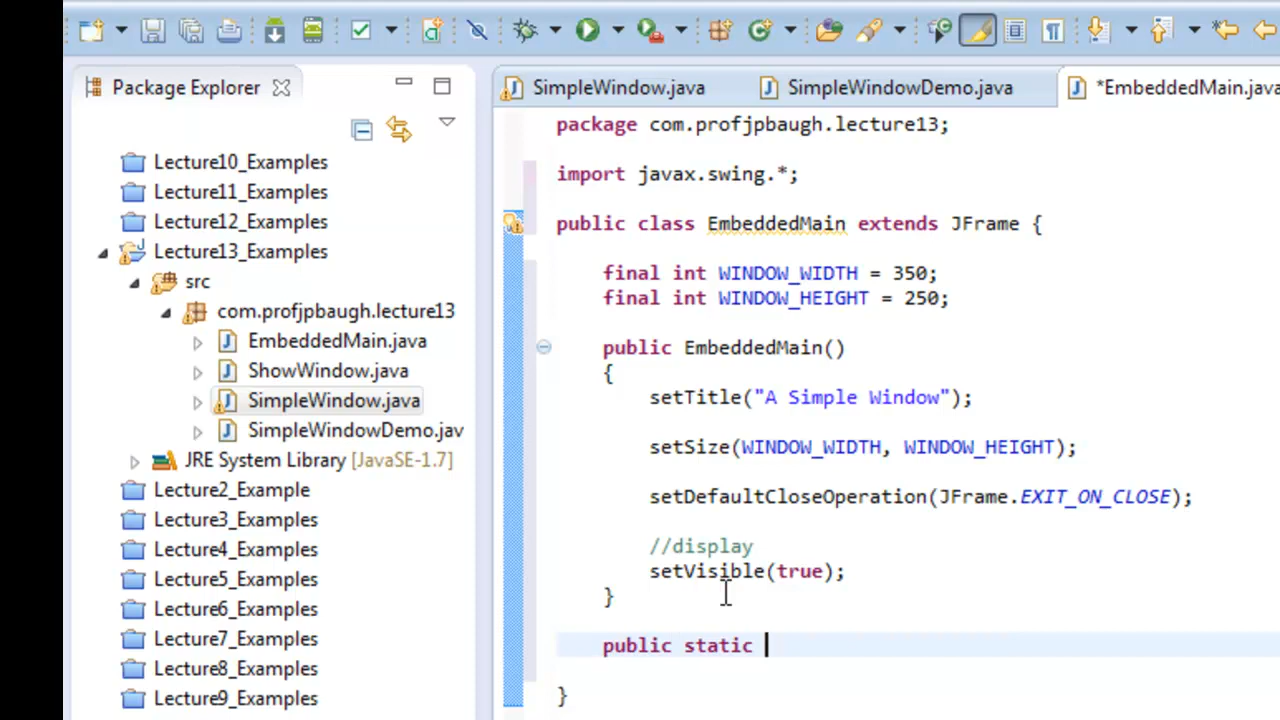 Package Explorer
Lecture10_Examples
Lecture11_Examples
Lecture12_Examples
Lecture13_Examples
src
com.profjpbaugh.lecture13
EmbeddedMain.java
ShowWindow.java
SimpleWindow.java
SimpleWindowDemo.jav
JRE System Library [JavaSE-1.7]
Lecture2_Example
Lecture3_Examples
Lecture4_Examples
Lecture5_Examples
Lecture6_Examples
Lecture7_Examples
Lecture8_Examples
Lecture9_Examples
SimpleWindow.java
SimpleWindowDemo.java
*EmbeddedMain.java
package com.profjpbaugh.lecture13;
import javax.swing.*;
public class EmbeddedMain extends JFrame {
final int WINDOW_WIDTH = 350;
final int WINDOW_HEIGHT = 250;
public EmbeddedMain()
{
setTitle("A Simple Window");
setSize(WINDOW_WIDTH, WINDOW_HEIGHT);
setDefaultCloseOperation(JFrame.EXIT_ON_CLOSE);
//display
setVisible(true);
}
public static
}